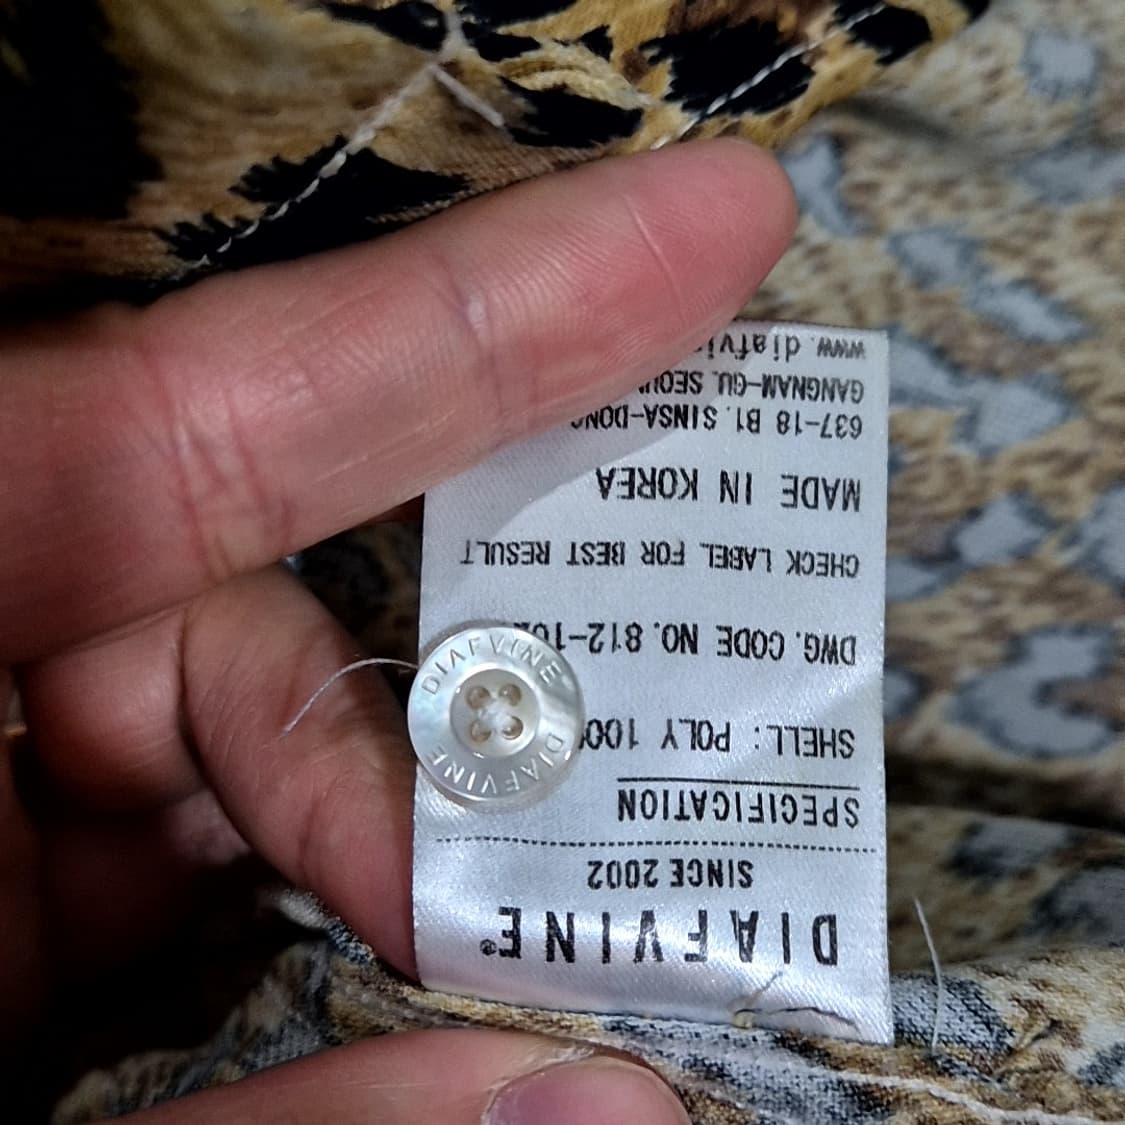 DIAFVINE®
SINCE 2002
SPECIFICATION
SHELL: POLY 100
DWG. CODE NO. 812-10
CHECK LABEL FOR BEST RESULT
MADE IN KOREA
637-18 B1. SINSA-DONG
GANGNAM-GU. SEOUL
www.diafvi
DIAFVINE
DIAFVINE